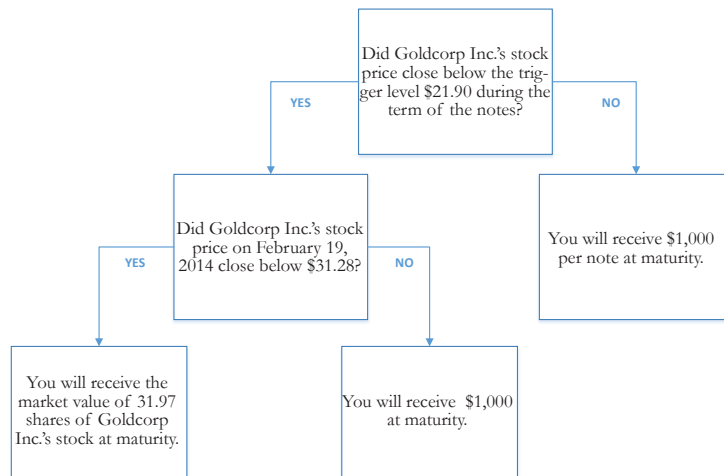 Did Goldcorp Inc.'s stock
price close below the trig-
ger level $21.90 during the
term of the notes?
YES
NO
Did Goldcorp Inc.'s stock
price on February 19,
2014 close below $31.28?
You will receive $1,000
per note at maturity.
YES
NO
You will receive the
market value of 31.97
shares of Goldcorp
Inc.'s stock at maturity.
You will receive $1,000
at maturity.